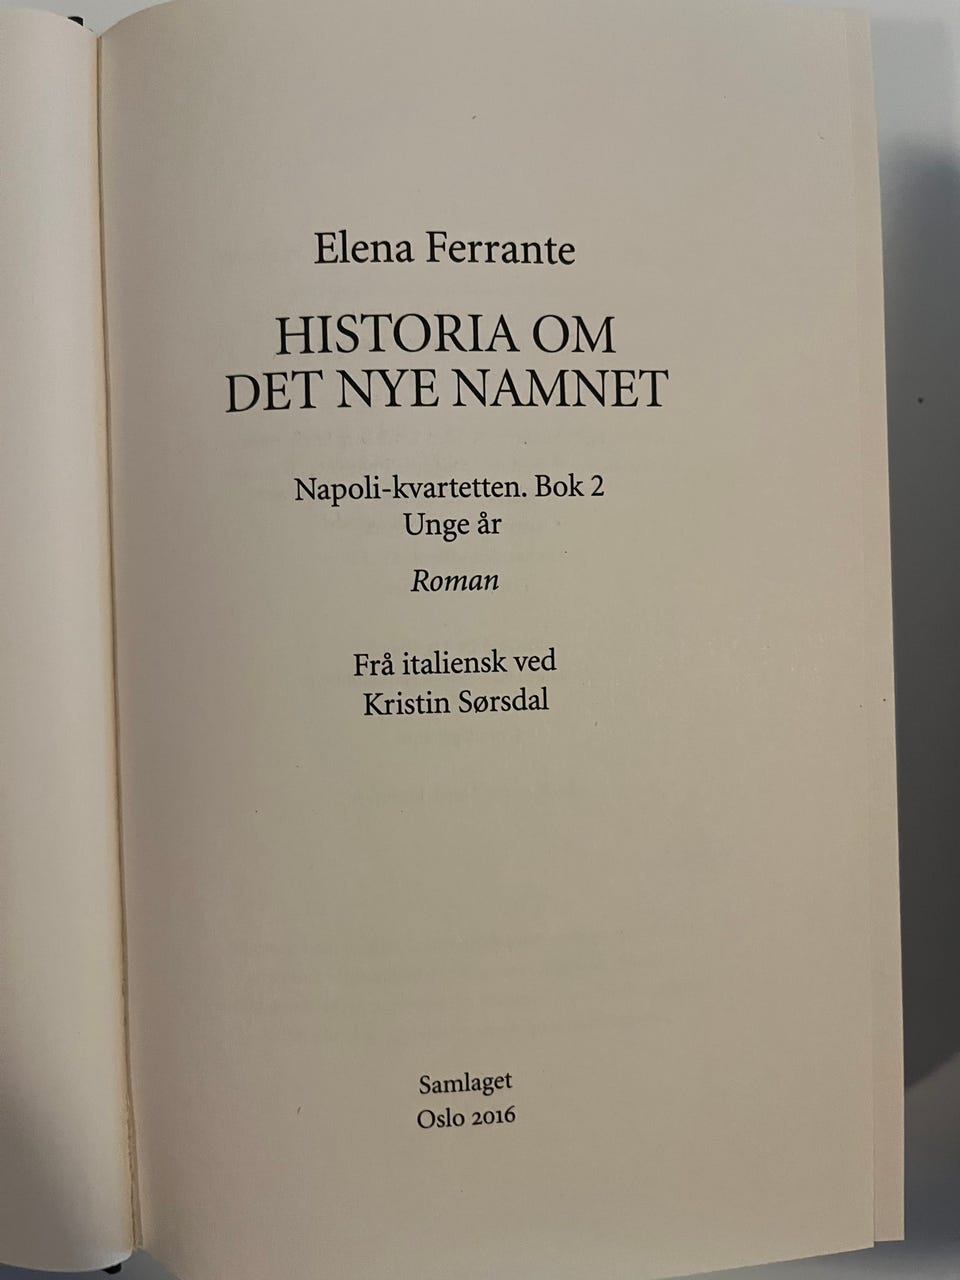 Elena Ferrante
HISTORIA OM
DET NYE NAMNET
Napoli-kvartetten. Bok 2
Unge år
Roman
Frå italiensk ved
Kristin Sørsdal
Samlaget
Oslo 2016